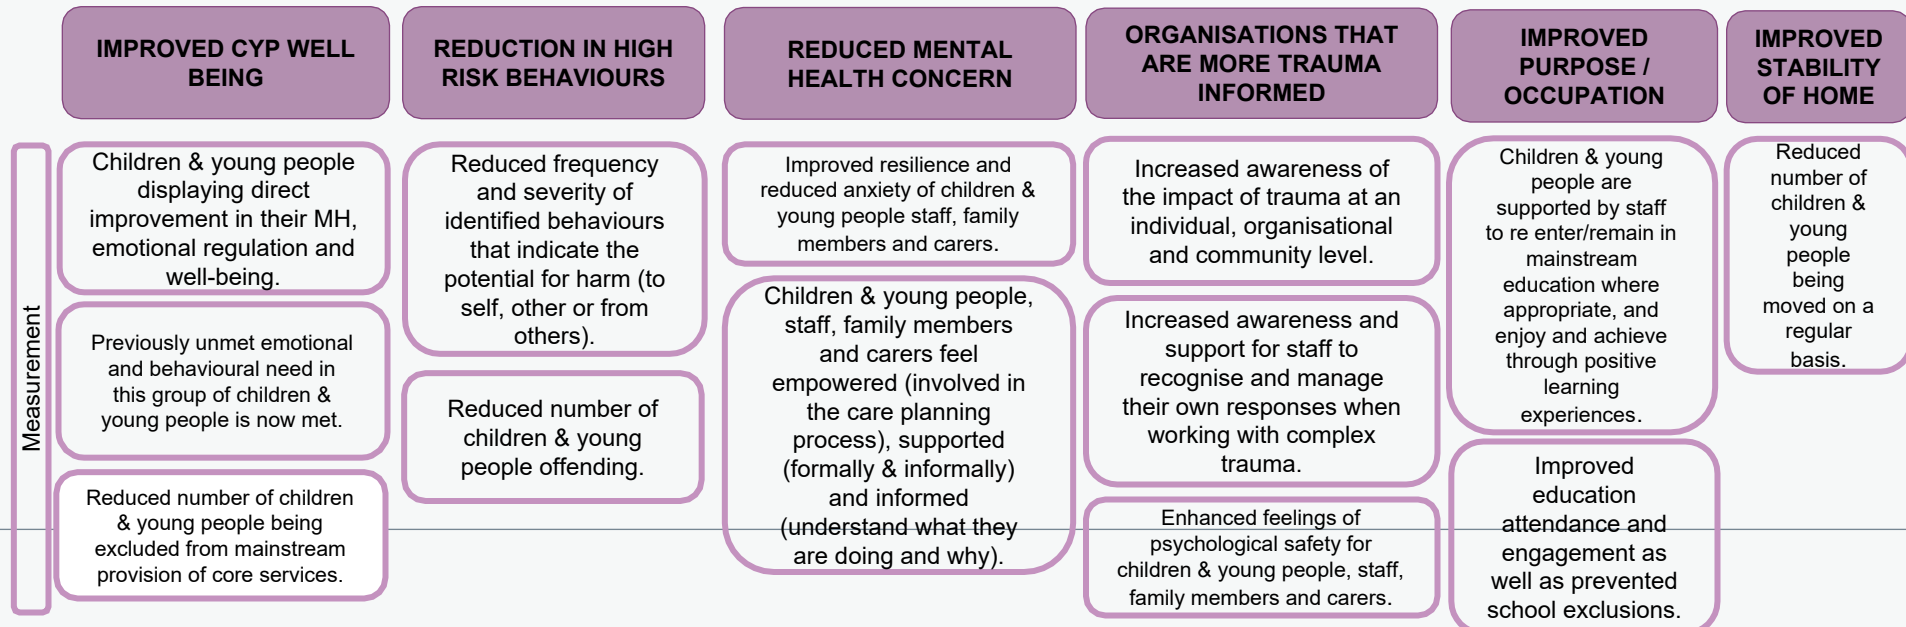 IMPROVED CYP WELL
BEING
REDUCTION IN HIGH
RISK BEHAVIOURS
REDUCED MENTAL
HEALTH CONCERN
ORGANISATIONS THAT
ARE MORE TRAUMA
INFORMED
IMPROVED
PURPOSE /
OCCUPATION
IMPROVED
STABILITY
OF HOME
Measurement
Children & young people
displaying direct
improvement in their MH,
emotional regulation and
well-being.
Previously unmet emotional
and behavioural need in
this group of children &
young people is now met.
Reduced number of children
& young people being
excluded from mainstream
provision of core services.
Reduced frequency
and severity of
identified behaviours
that indicate the
potential for harm (to
self, other or from
others).
Reduced number of
children & young
people offending.
Improved resilience and
reduced anxiety of children &
young people staff, family
members and carers.
Children & young people,
staff, family members
and carers feel
empowered (involved in
the care planning
process), supported
(formally & informally)
and informed
(understand what they
are doing and why).
Increased awareness of
the impact of trauma at an
individual, organisational
and community level.
Increased awareness and
support for staff to
recognise and manage
their own responses when
working with complex
trauma.
Enhanced feelings of
psychological safety for
children & young people, staff,
family members and carers.
Children & young
people are
supported by staff
to re enter/remain in
mainstream
education where
appropriate, and
enjoy and achieve
through positive
learning
experiences.
Improved
education
attendance and
engagement as
well as prevented
school exclusions.
Reduced
number of
children &
young
people
being
moved on a
regular
basis.